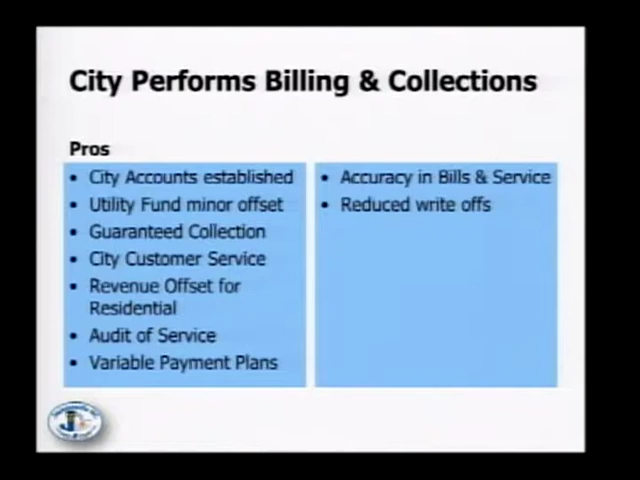 City Performs Billing & Collections
Pros
• City Accounts established
• Utility Fund minor offset
• Guaranteed Collection
• City Customer Service
• Revenue Offset for
Residential
• Audit of Service
• Variable Payment Plans
• Accuracy in Bills & Service
• Reduced write offs